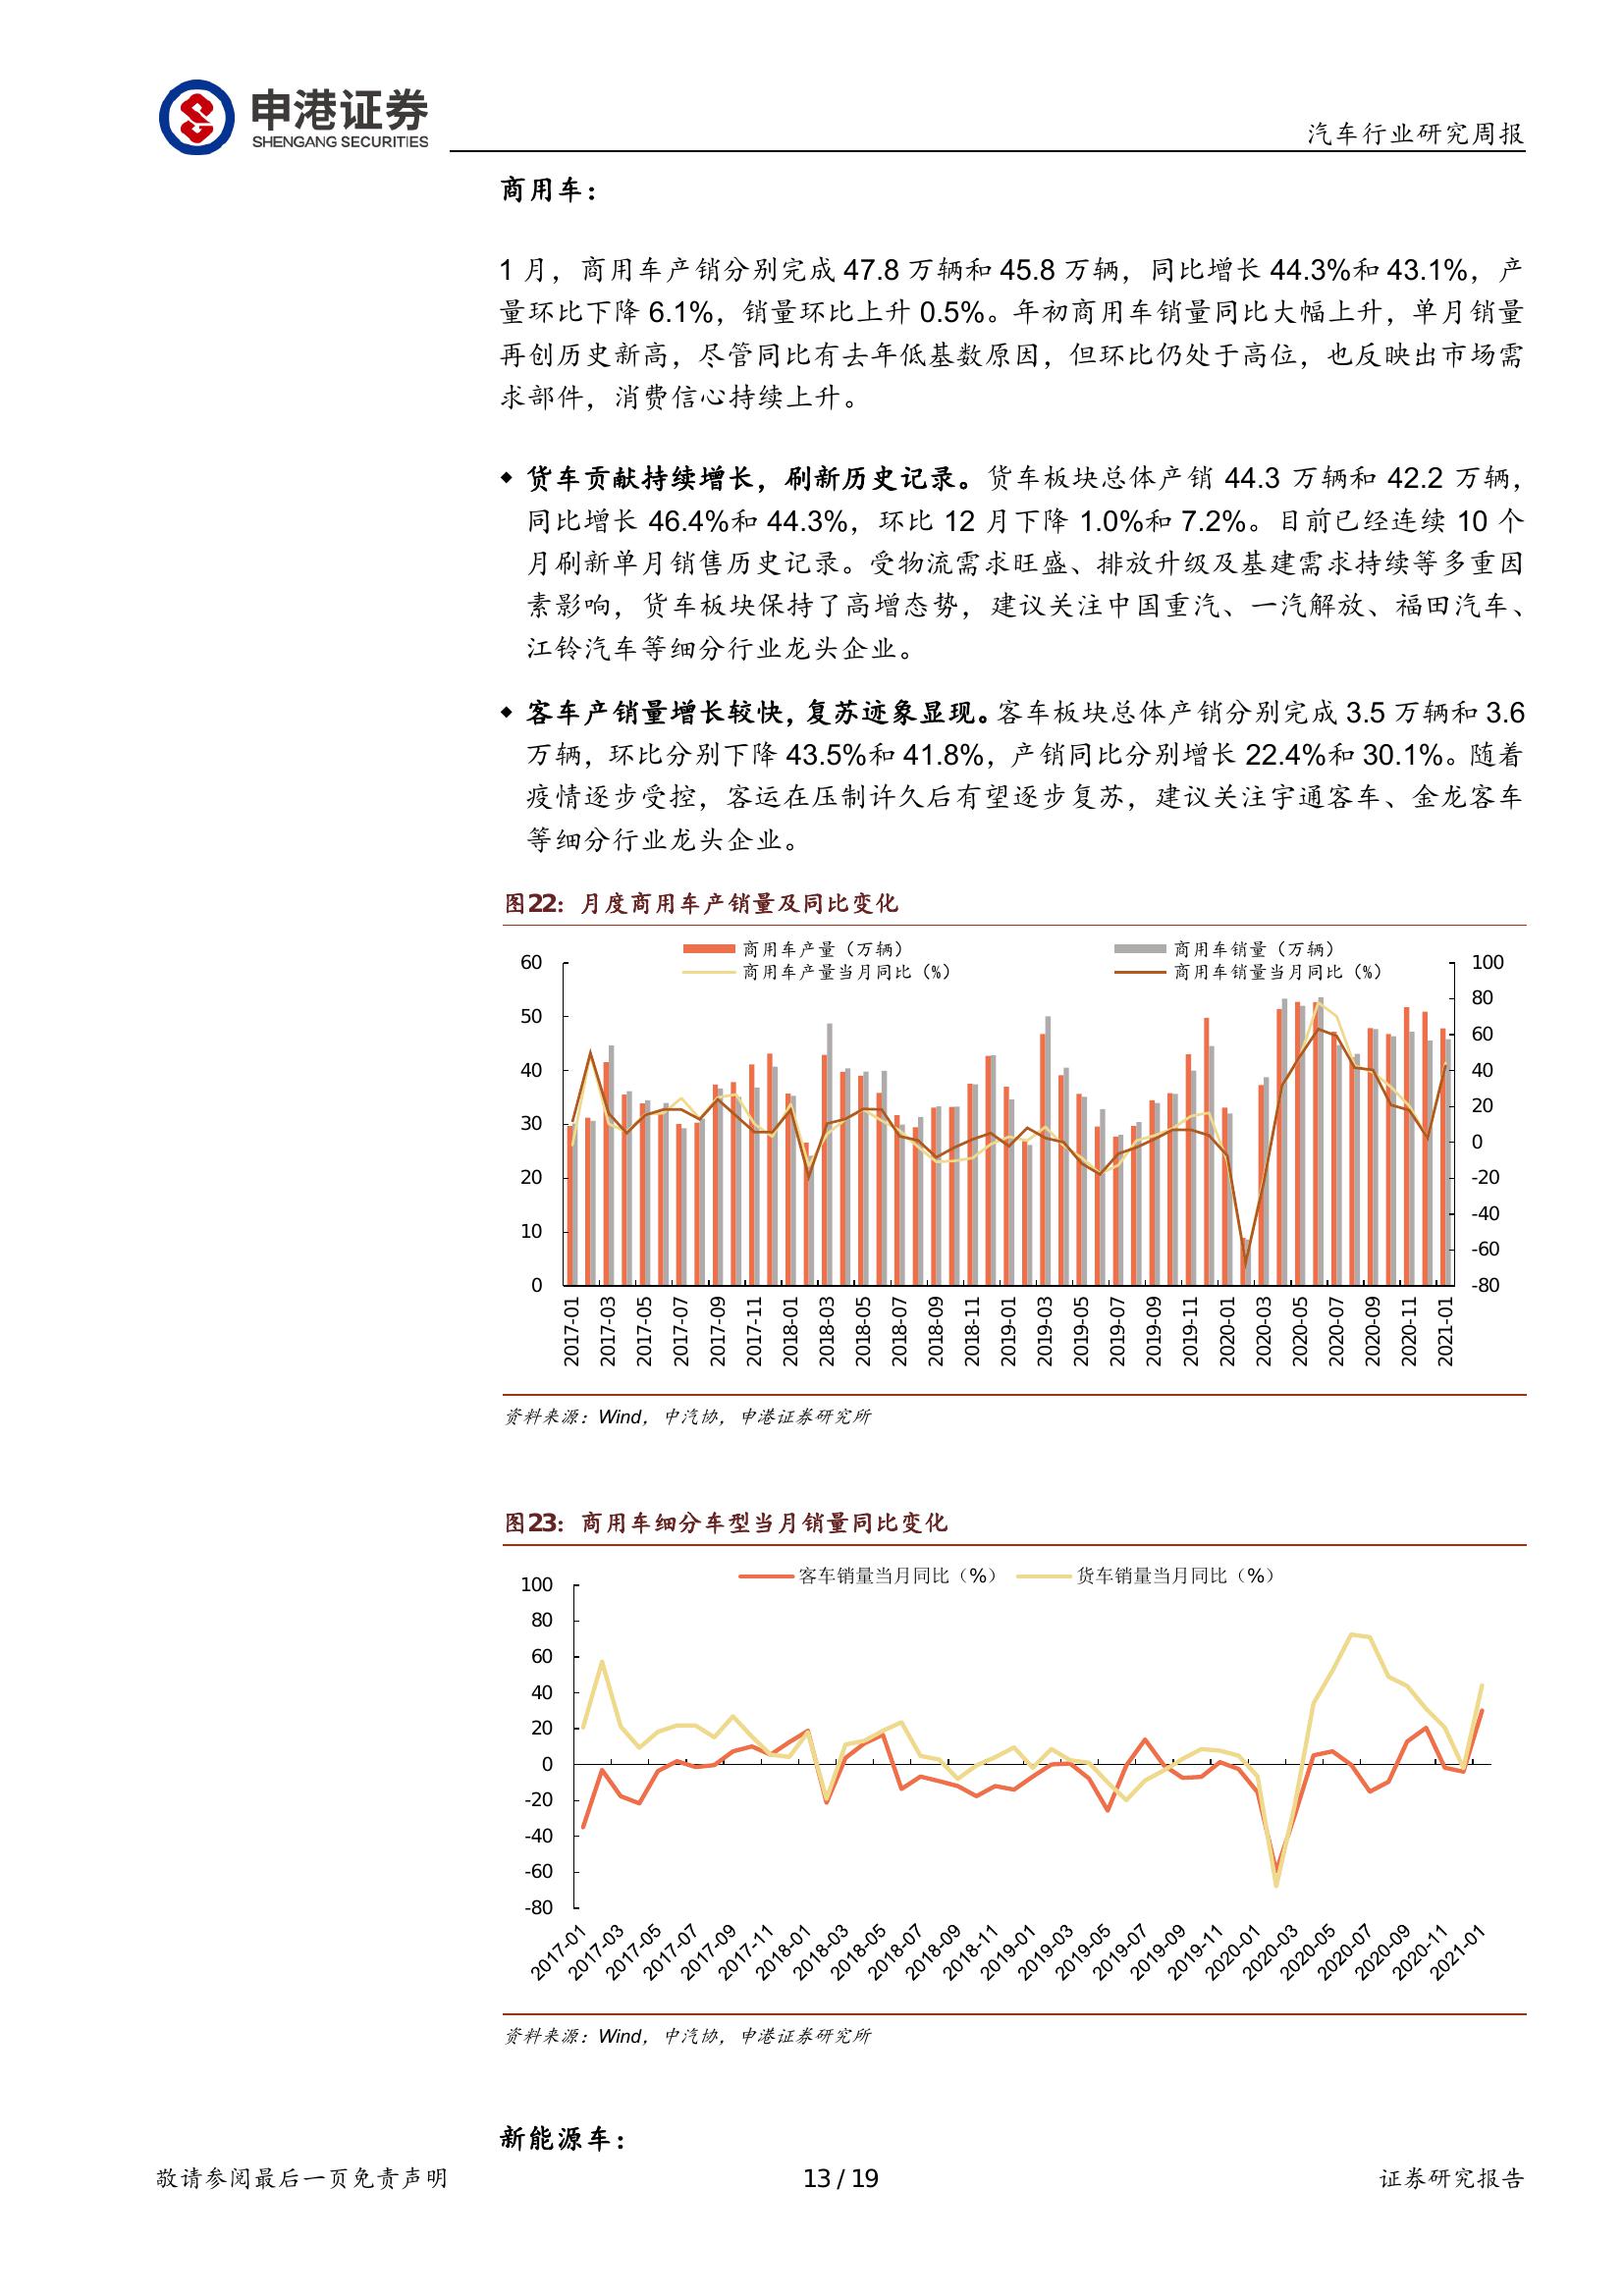 申港证券
SHENGANG SECURITIES
汽车行业研究周报
商用车：
1 月，商用车产销分别完成 47.8 万辆和 45.8 万辆，同比增长 44.3%和 43.1%，产
量环比下降 6.1%，销量环比上升 0.5%。年初商用车销量同比大幅上升，单月销量
再创历史新高，尽管同比有去年低基数原因，但环比仍处于高位，也反映出市场需
求部件，消费信心持续上升。
◆ 货车贡献持续增长，刷新历史记录。货车板块总体产销 44.3 万辆和 42.2 万辆，
同比增长 46.4%和 44.3%，环比 12 月下降 1.0%和 7.2%。目前已经连续 10 个
月刷新单月销售历史记录。受物流需求旺盛、排放升级及基建需求持续等多重因
素影响，货车板块保持了高增态势，建议关注中国重汽、一汽解放、福田汽车、
江铃汽车等细分行业龙头企业。
◆ 客车产销量增长较快，复苏迹象显现。客车板块总体产销分别完成 3.5 万辆和 3.6
万辆，环比分别下降 43.5%和 41.8%，产销同比分别增长 22.4%和 30.1%。随着
疫情逐步受控，客运在压制许久后有望逐步复苏，建议关注宇通客车、金龙客车
等细分行业龙头企业。
图22：月度商用车产销量及同比变化
商用车产量（万辆） 商用车销量（万辆）
商用车产量当月同比（%） 商用车销量当月同比（%）
60 100
80
50 60
40 40
20
30 0
20 -20
-40
10 -60
0 -80
2017-01 2017-03 2017-05 2017-07 2017-09 2017-11 2018-01 2018-03 2018-05 2018-07 2018-09 2018-11 2019-01 2019-03 2019-05 2019-07 2019-09 2019-11 2020-01 2020-03 2020-05 2020-07 2020-09 2020-11 2021-01
资料来源：Wind，中汽协，申港证券研究所
图23：商用车细分车型当月销量同比变化
客车销量当月同比（%） 货车销量当月同比（%）
100
80
60
40
20
0
-20
-40
-60
-80
2017-01 2017-03 2017-05 2017-07 2017-09 2017-11 2018-01 2018-03 2018-05 2018-07 2018-09 2018-11 2019-01 2019-03 2019-05 2019-07 2019-09 2019-11 2020-01 2020-03 2020-05 2020-07 2020-09 2020-11 2021-01
资料来源：Wind，中汽协，申港证券研究所
新能源车：
敬请参阅最后一页免责声明 13 / 19 证券研究报告